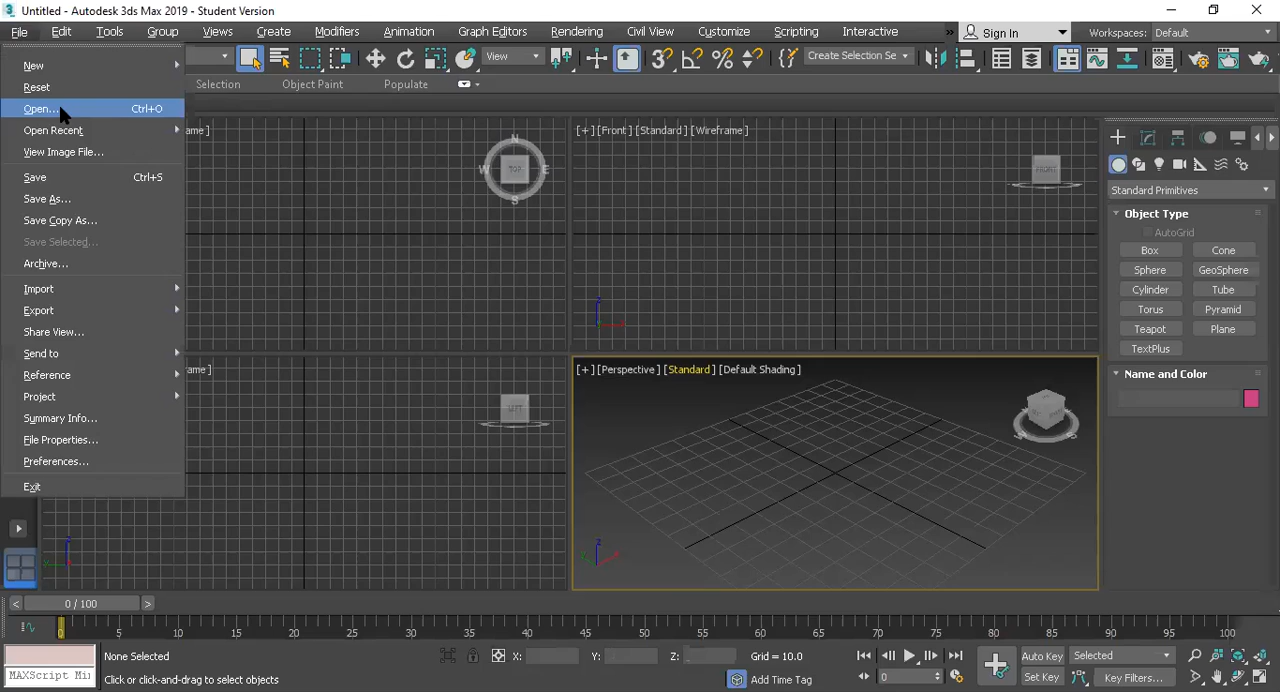 Untitled - Autodesk 3ds Max 2019 - Student Version
File Edit Tools Group Views Create Modifiers Animation Graph Editors Rendering Civil View Customize Scripting Interactive » Sign In Workspaces: Default
View Create Selection Se
Selection Object Paint Populate
New
Reset
Open... Ctrl+O
Open Recent
View Image File...
Save Ctrl+S
Save As...
Save Copy As...
Save Selected...
Archive...
Import
Export
Share View...
Send to
Reference
Project
Summary Info...
File Properties...
Preferences...
Exit
ame ]
N
W TOP E
S
[+] [Front ] [Standard ] [Wireframe ]
FRONT
z
x
ame ]
LEFT
z
y
[+] [Perspective ] [Standard ] [Default Shading ]
z
Standard Primitives
Object Type
AutoGrid
Box Cone
Sphere GeoSphere
Cylinder Tube
Torus Pyramid
Teapot Plane
TextPlus
Name and Color
< 0 / 100 >
0 5 10 15 20 25 30 35 40 45 50 55 60 65 70 75 80 85 90 95 100
None Selected X: Y: Z: Grid = 10.0 Auto Key Selected
MAXScript Mi Click or click-and-drag to select objects Add Time Tag 0 Set Key Key Filters...